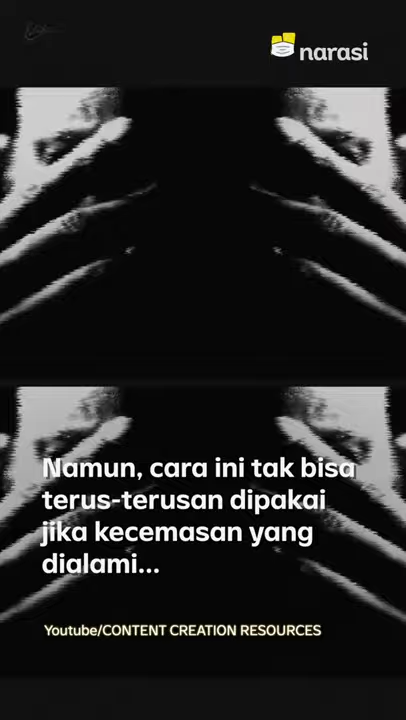 narasi
Namun, cara ini tak bisa
terus-terusan dipakai
jika kecemasan yang
dialami...
Youtube/CONTENT CREATION RESOURCES